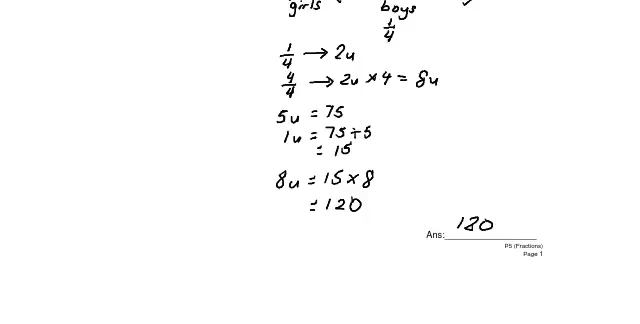 girls
boys
1/4
1/4 → 2u
4/4 → 2u × 4 = 8u
5u = 75
1u = 75 ÷ 5
= 15
8u = 15 × 8
= 120
Ans: 120
P5 (Fractions)
Page 1